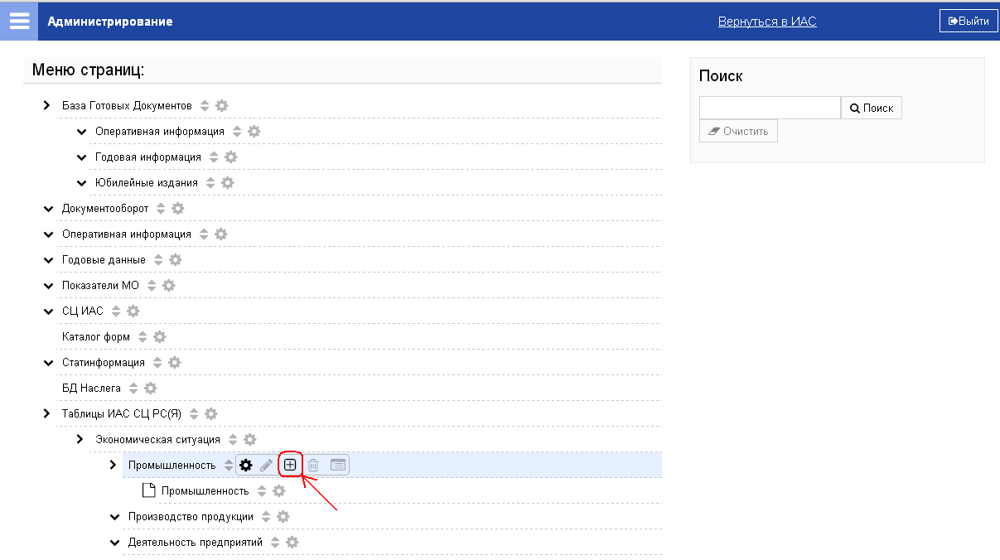 Администрирование
Вернуться в ИАС
Выйти
Меню страниц:
Поиск
Поиск
Очистить
База Готовых Документов
Оперативная информация
Годовая информация
Юбилейные издания
Документооборот
Оперативная информация
Годовые данные
Показатели МО
СЦ ИАС
Каталог форм
Статинформация
БД Наслега
Таблицы ИАС СЦ РС(Я)
Экономическая ситуация
Промышленность
Промышленность
Производство продукции
Деятельность предприятий